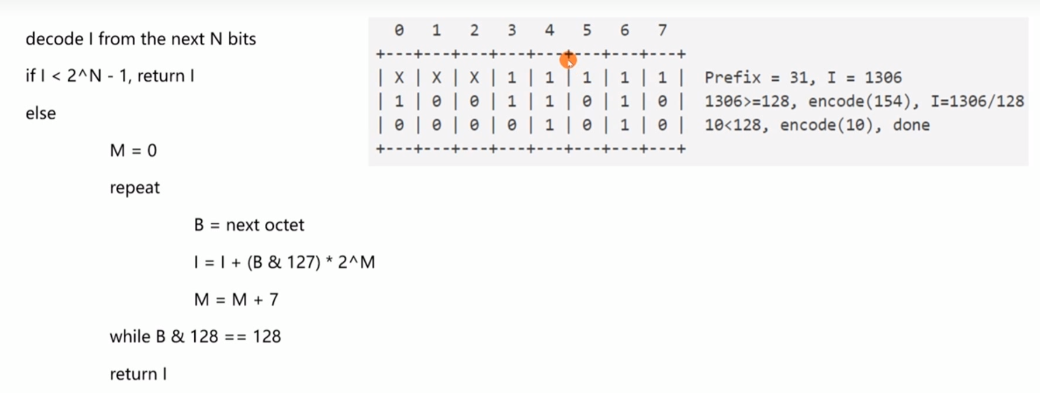 decode I from the next N bits
if I < 2^N - 1, return I
else
M = 0
repeat
B = next octet
I = I + (B & 127) * 2^M
M = M + 7
while B & 128 == 128
return I
0 1 2 3 4 5 6 7
+---+---+---+---+---+---+---+---+
| X | X | X | 1 | 1 | 1 | 1 | 1 | Prefix = 31, I = 1306
| 1 | 0 | 0 | 1 | 1 | 0 | 1 | 0 | 1306>=128, encode(154), I=1306/128
| 0 | 0 | 0 | 0 | 1 | 0 | 1 | 0 | 10<128, encode(10), done
+---+---+---+---+---+---+---+---+